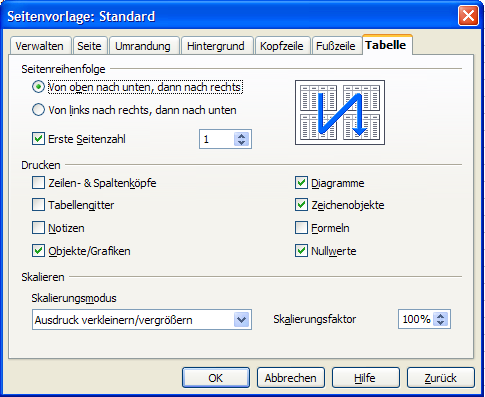 Seitenvorlage: Standard
Verwalten Seite Umrandung Hintergrund Kopfzeile Fußzeile Tabelle
Seitenreihenfolge
Von oben nach unten, dann nach rechts
Von links nach rechts, dann nach unten
Erste Seitenzahl 1
Drucken
Zeilen- & Spaltenköpfe Diagramme
Tabellengitter Zeichenobjekte
Notizen Formeln
Objekte/Grafiken Nullwerte
Skalieren
Skalierungsmodus
Ausdruck verkleinern/vergrößern Skalierungsfaktor 100%
OK Abbrechen Hilfe Zurück